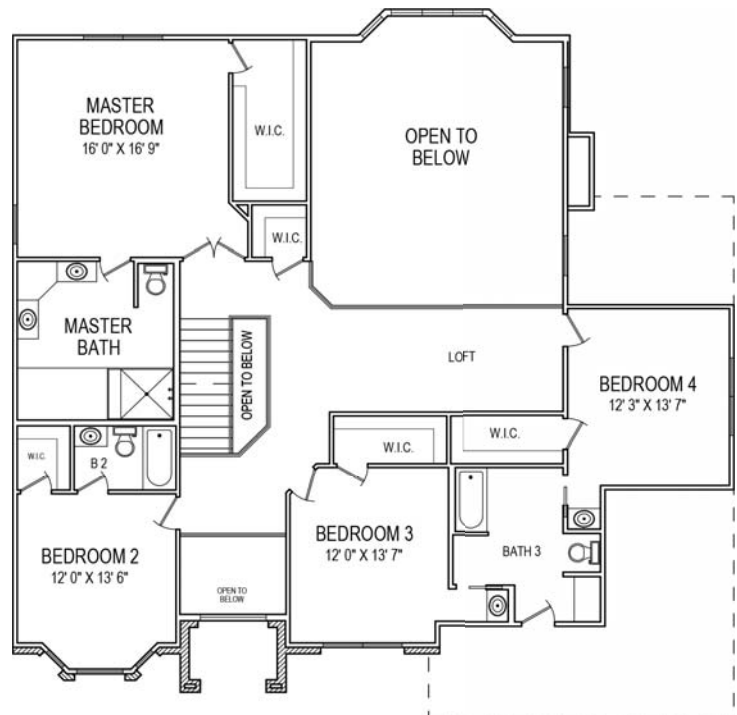 MASTER
BEDROOM
16' 0" X 16' 9"
W.I.C.
OPEN TO
BELOW
W.I.C.
MASTER
BATH
OPEN TO BELOW
LOFT
BEDROOM 4
12' 3" X 13' 7"
W.I.C.
W.I.C.
W.I.C.
B 2
BEDROOM 2
12' 0" X 13' 6"
OPEN TO
BELOW
BEDROOM 3
12' 0" X 13' 7"
BATH 3